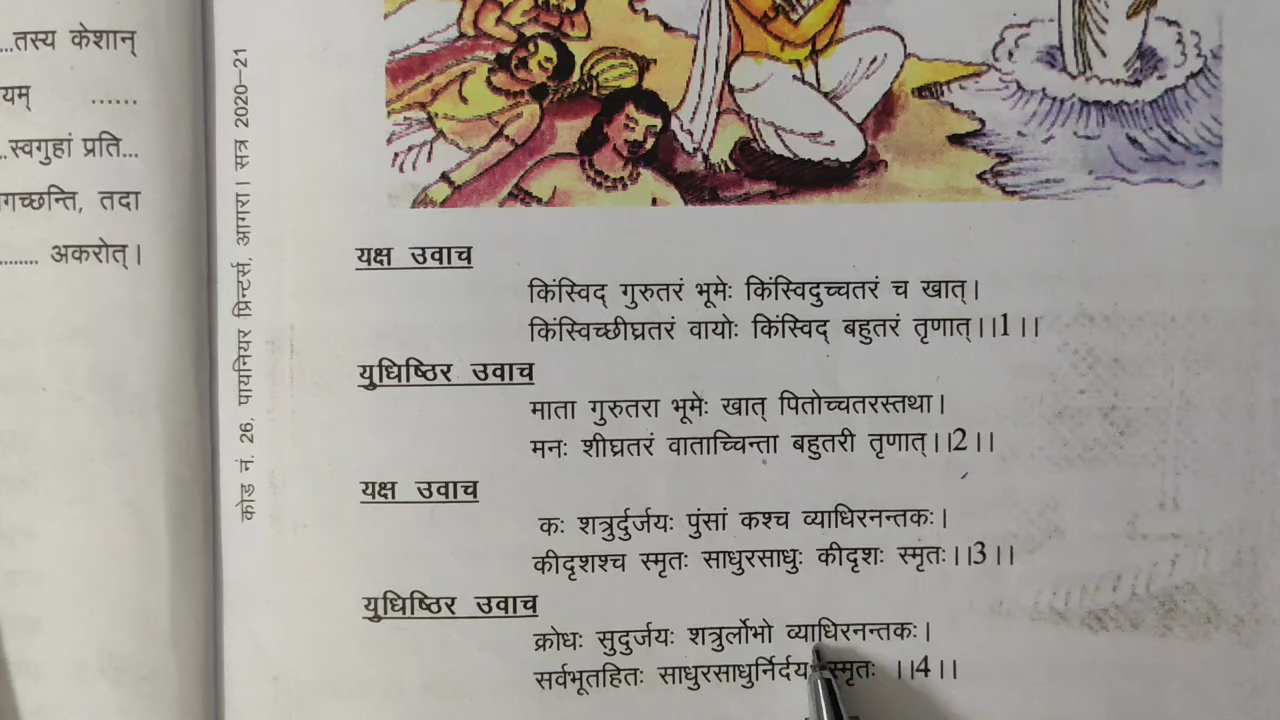 ...तस्य केशान्
यम् ......
..स्वगुहां प्रति...
गच्छन्ति, तदा
........ अकरोत्।
कोड नं. 26, पायनियर प्रिन्टर्स, आगरा। सत्र 2020–21
यक्ष उवाच
किंस्विद् गुरुतरं भूमेः किंस्विदुच्चतरं च खात्।
किंस्विच्छीघ्रतरं वायोः किंस्विद् बहुतरं तृणात्।।1।।
युधिष्ठिर उवाच
माता गुरुतरा भूमेः खात् पितोच्चतरस्तथा।
मनः शीघ्रतरं वाताच्चिन्ता बहुतरी तृणात्।।2।।
यक्ष उवाच
कः शत्रुर्दुर्जयः पुंसां कश्च व्याधिरनन्तकः।
कीदृशश्च स्मृतः साधुरसाधुः कीदृशः स्मृतः।।3।।
युधिष्ठिर उवाच
क्रोधः सुदुर्जयः शत्रुर्लोभो व्याधिरनन्तकः।
सर्वभूतहितः साधुरसाधुर्निर्दय स्मृतः ।।4।।